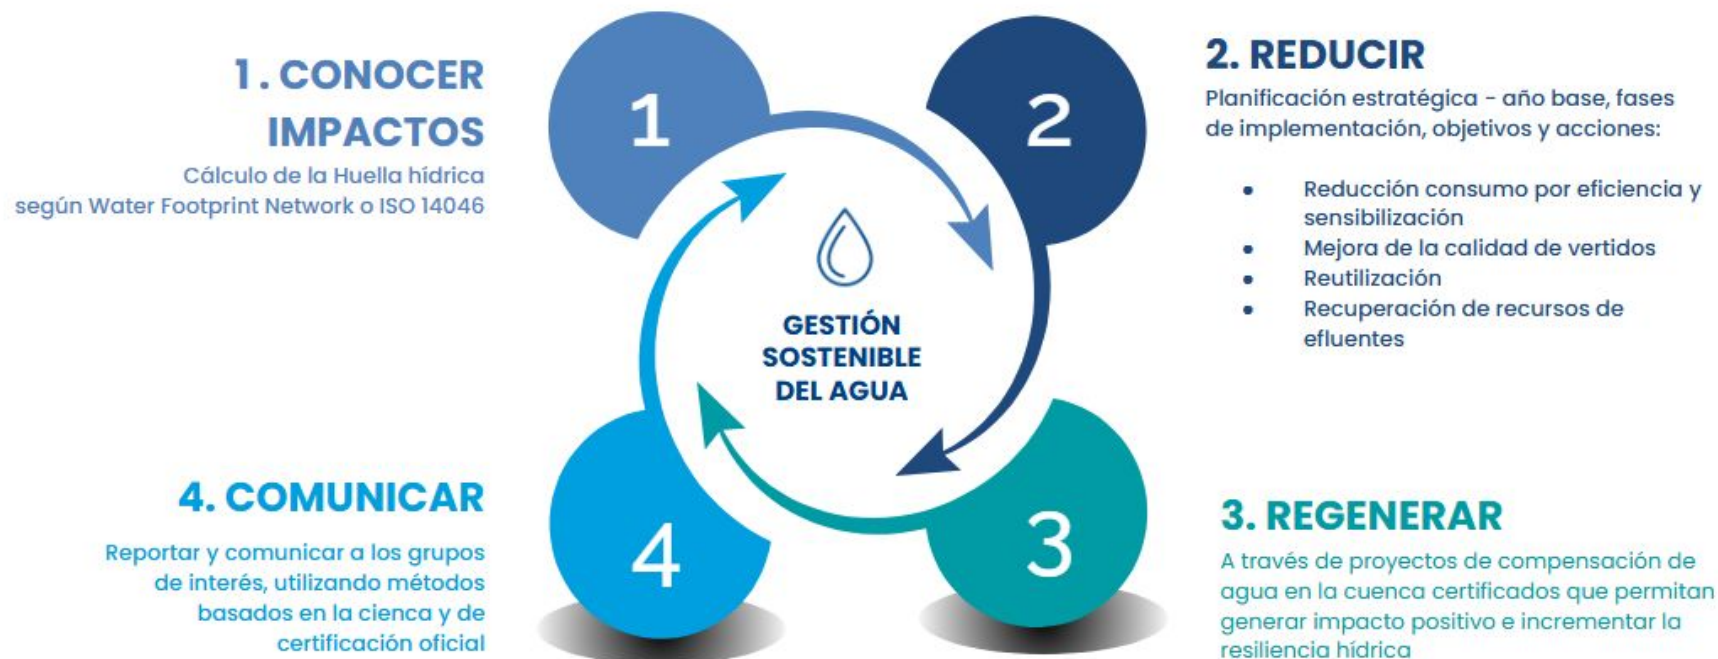 1. CONOCER
IMPACTOS
Cálculo de la Huella hídrica
según Water Footprint Network o ISO 14046
1
2
2. REDUCIR
Planificación estratégica - año base, fases
de implementación, objetivos y acciones:
• Reducción consumo por eficiencia y
sensibilización
• Mejora de la calidad de vertidos
• Reutilización
• Recuperación de recursos de
efluentes
GESTIÓN
SOSTENIBLE
DEL AGUA
4. COMUNICAR
Reportar y comunicar a los grupos
de interés, utilizando métodos
basados en la cienca y de
certificación oficial
4
3
3. REGENERAR
A través de proyectos de compensación de
agua en la cuenca certificados que permitan
generar impacto positivo e incrementar la
resiliencia hídrica